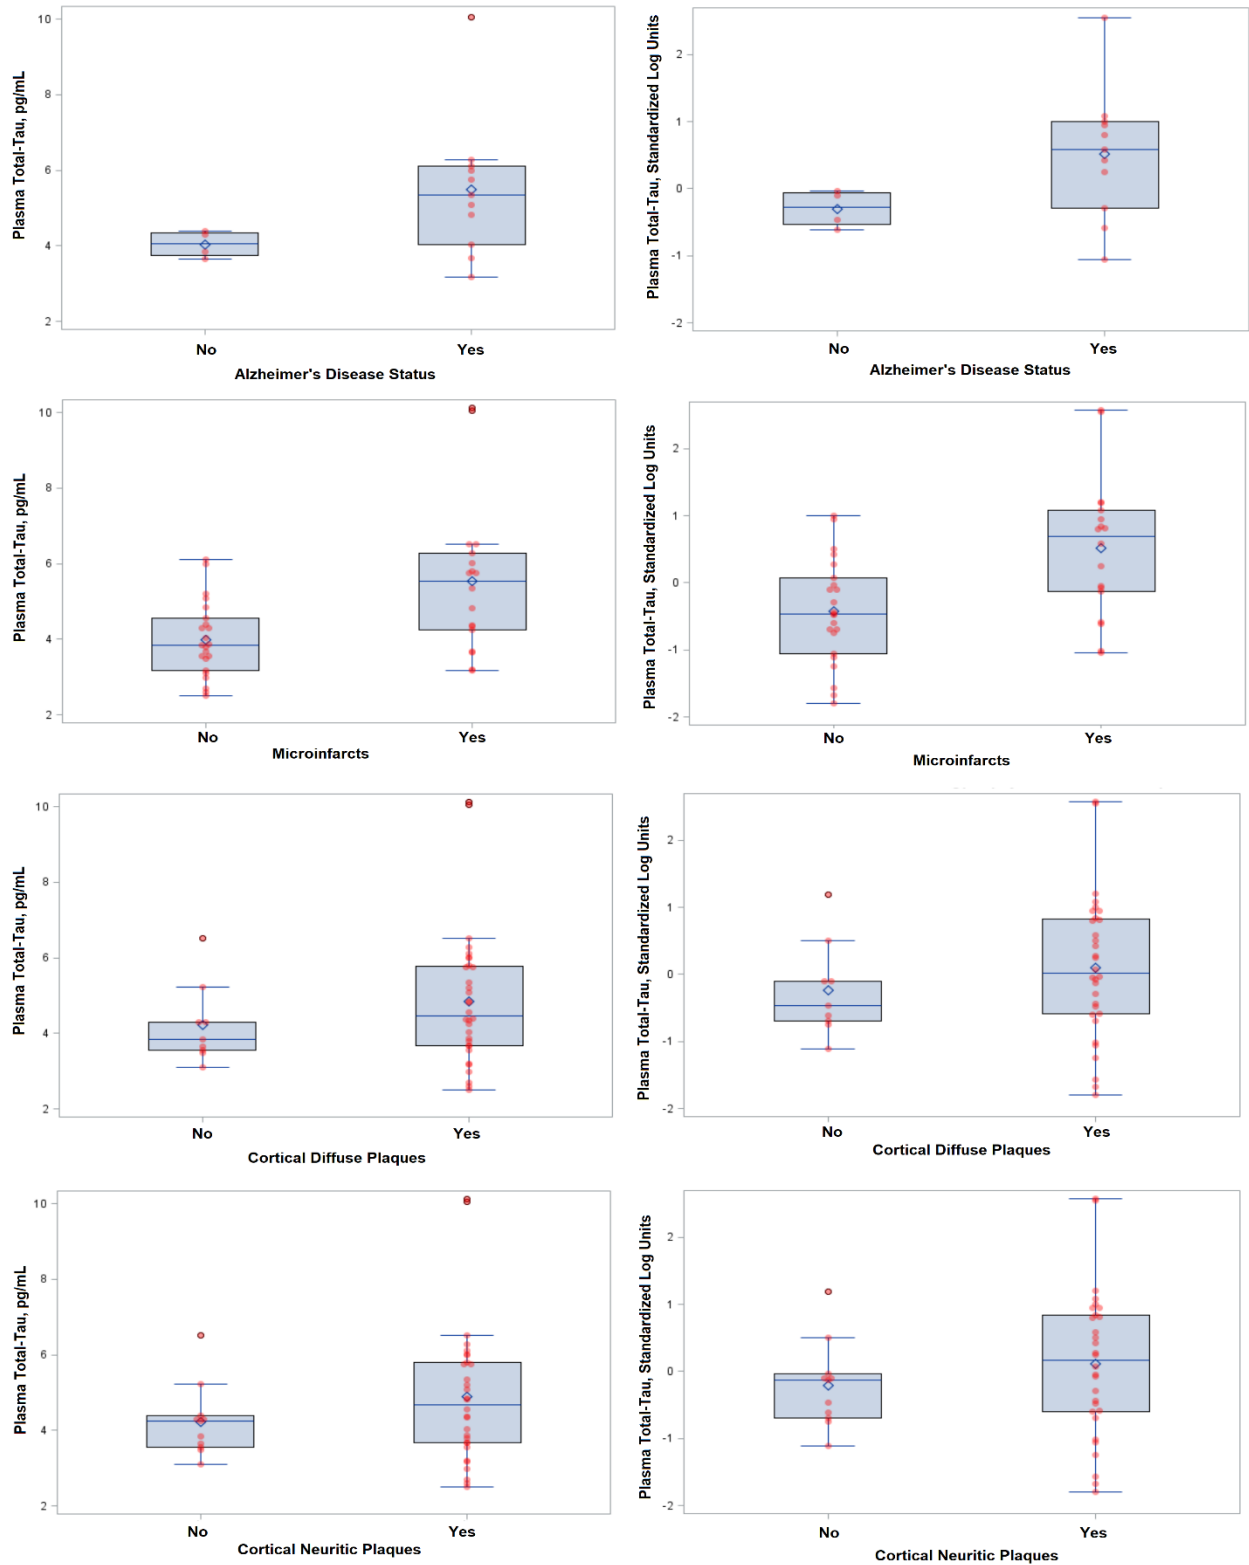 Plasma Total-Tau, pg/mL
10
8
6
4
2
No
Yes
Alzheimer's Disease Status
Plasma Total-Tau, Standardized Log Units
2
1
0
-1
-2
No
Yes
Alzheimer's Disease Status
Plasma Total-Tau, pg/mL
10
8
6
4
2
No
Yes
Microinfarcts
Plasma Total-Tau, Standardized Log Units
2
1
0
-1
-2
No
Yes
Microinfarcts
Plasma Total-Tau, pg/mL
10
8
6
4
2
No
Yes
Cortical Diffuse Plaques
Plasma Total-Tau, Standardized Log Units
2
1
0
-1
-2
No
Yes
Cortical Diffuse Plaques
Plasma Total-Tau, pg/mL
10
8
6
4
2
No
Yes
Cortical Neuritic Plaques
Plasma Total-Tau, Standardized Log Units
2
1
0
-1
-2
No
Yes
Cortical Neuritic Plaques